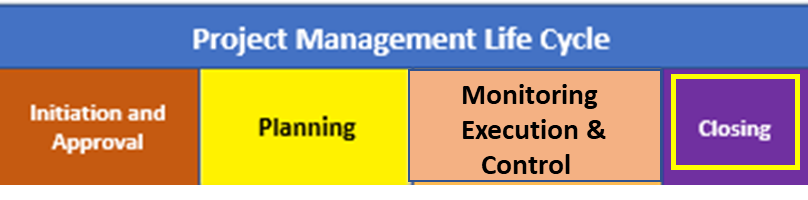 Project Management Life Cycle
Initiation and
Approval
Planning
Monitoring
Execution &
Control
Closing